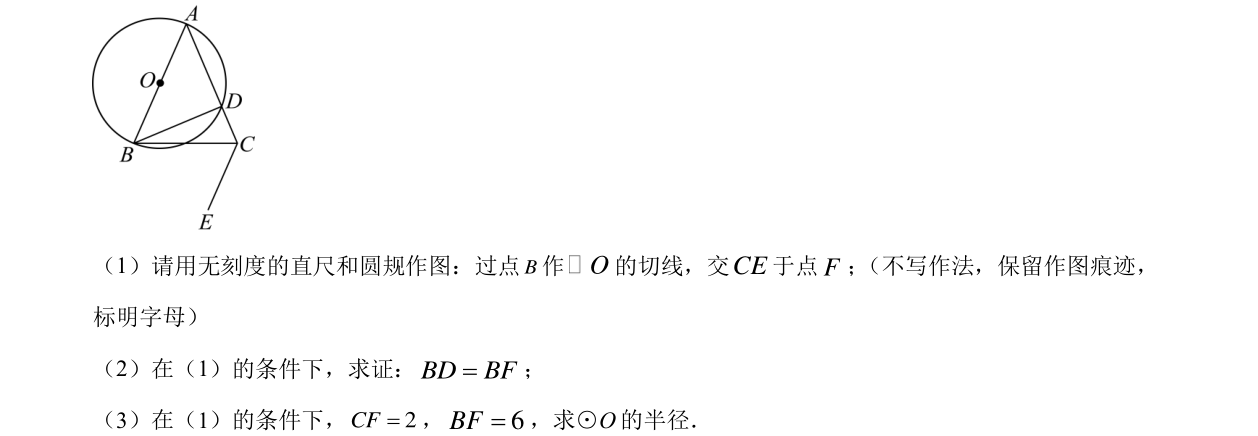 A
O
D
B
C
E
（1）请用无刻度的直尺和圆规作图：过点B作□ O 的切线，交CE于点F；（不写作法，保留作图痕迹，
标明字母）
（2）在（1）的条件下，求证：BD = BF；
（3）在（1）的条件下，CF = 2，BF = 6，求⊙O的半径．